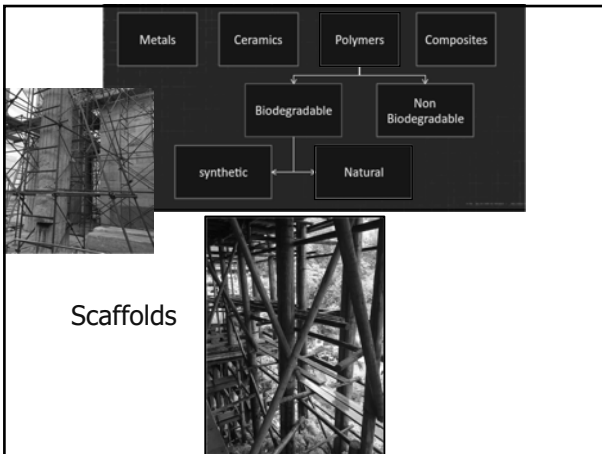 Metals
Ceramics
Polymers
Composites
Biodegradable
Non
Biodegradable
synthetic
Natural
Scaffolds